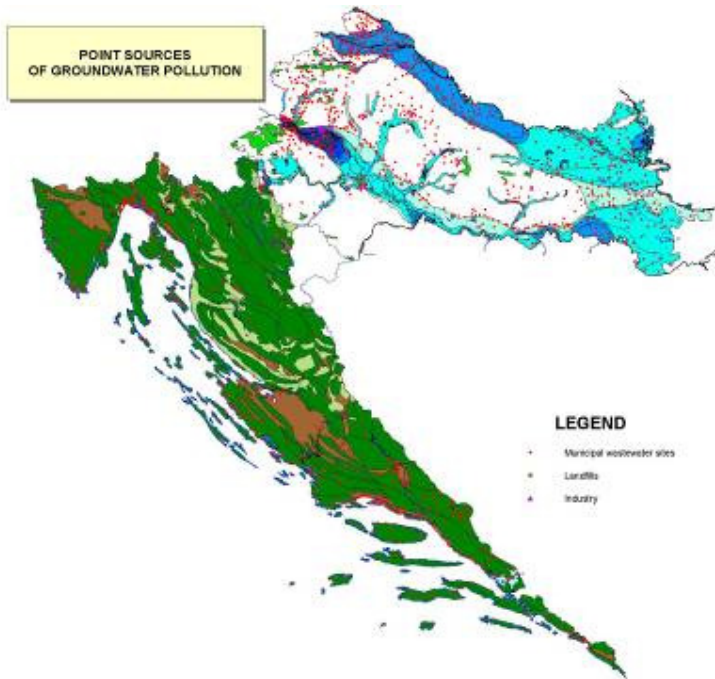 POINT SOURCES
OF GROUNDWATER POLLUTION
LEGEND
Municipal wastewater sites
Landfills
Industry